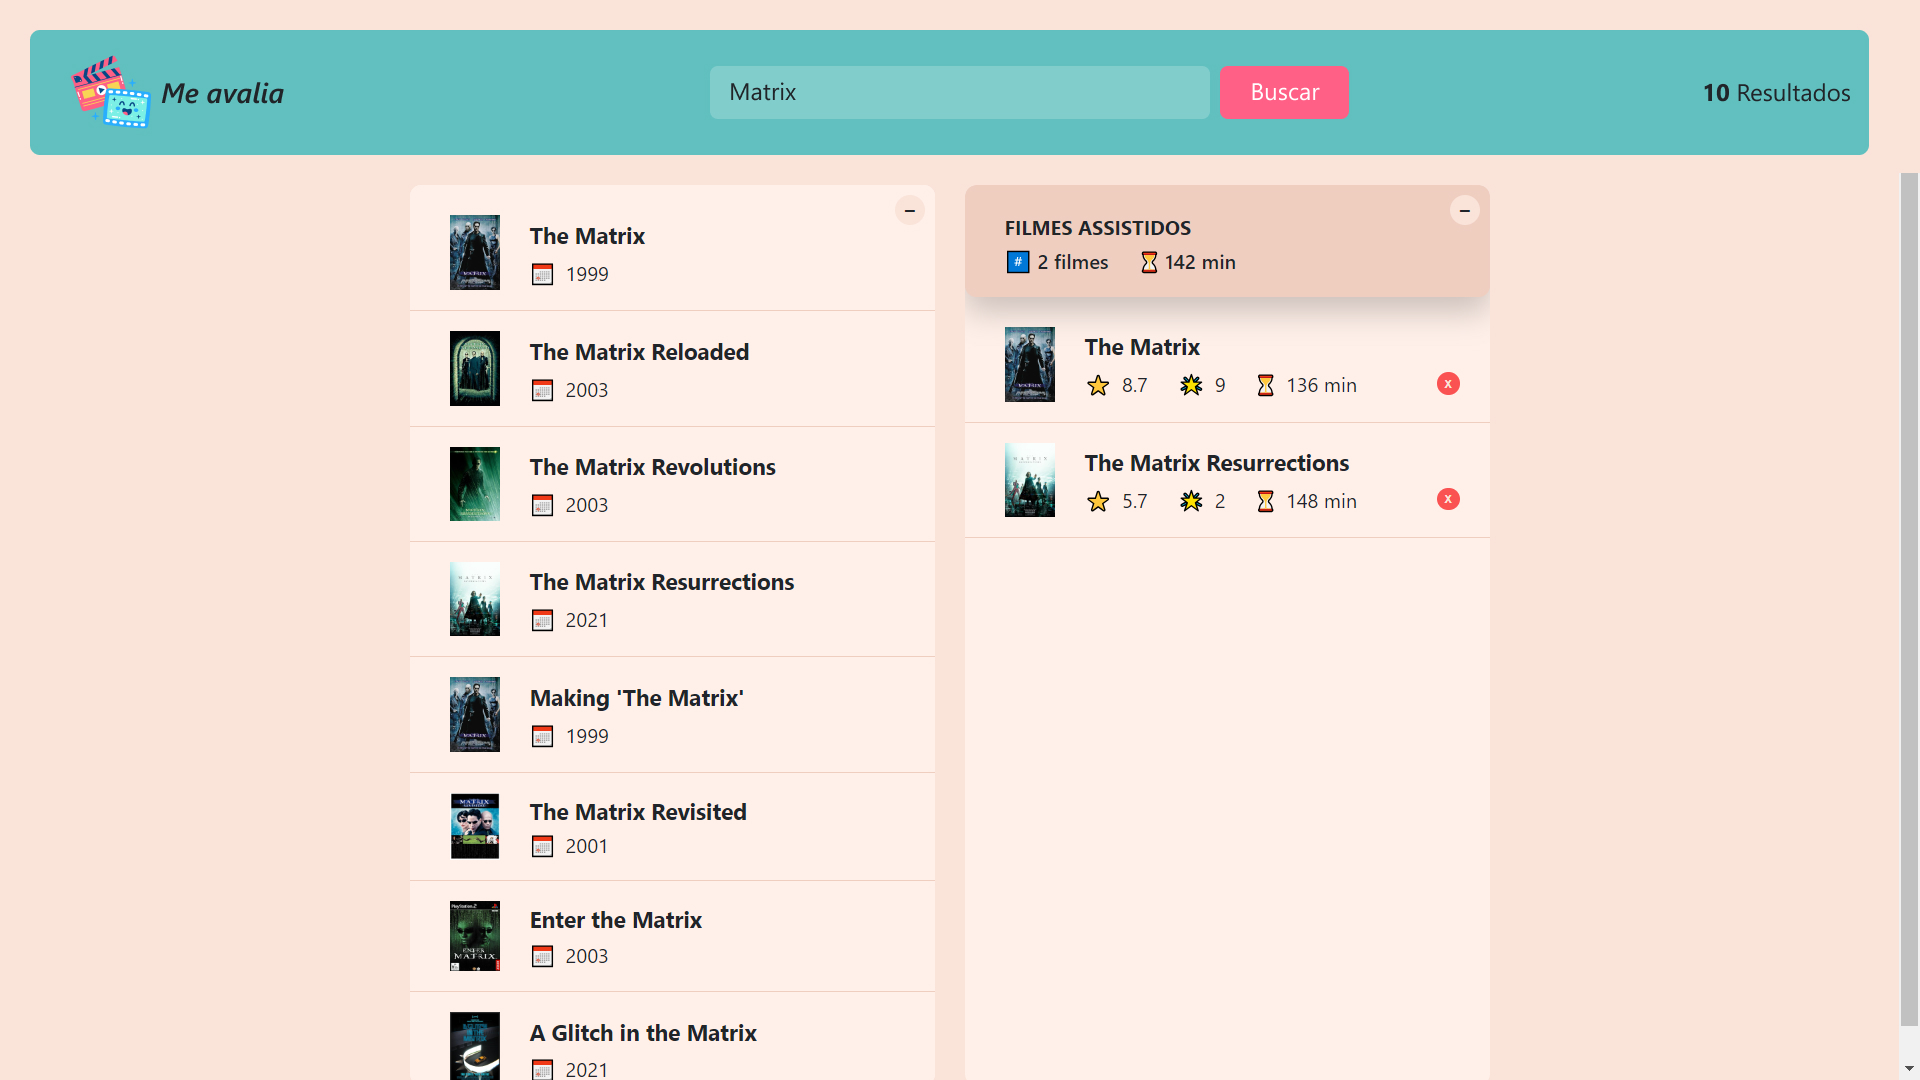 Me avalia
Matrix
Buscar
10 Resultados
The Matrix
1999
The Matrix Reloaded
2003
The Matrix Revolutions
2003
The Matrix Resurrections
2021
Making 'The Matrix'
1999
The Matrix Revisited
2001
Enter the Matrix
2003
A Glitch in the Matrix
2021
FILMES ASSISTIDOS
# 2 filmes 142 min
The Matrix
8.7 9 136 min
x
The Matrix Resurrections
5.7 2 148 min
x